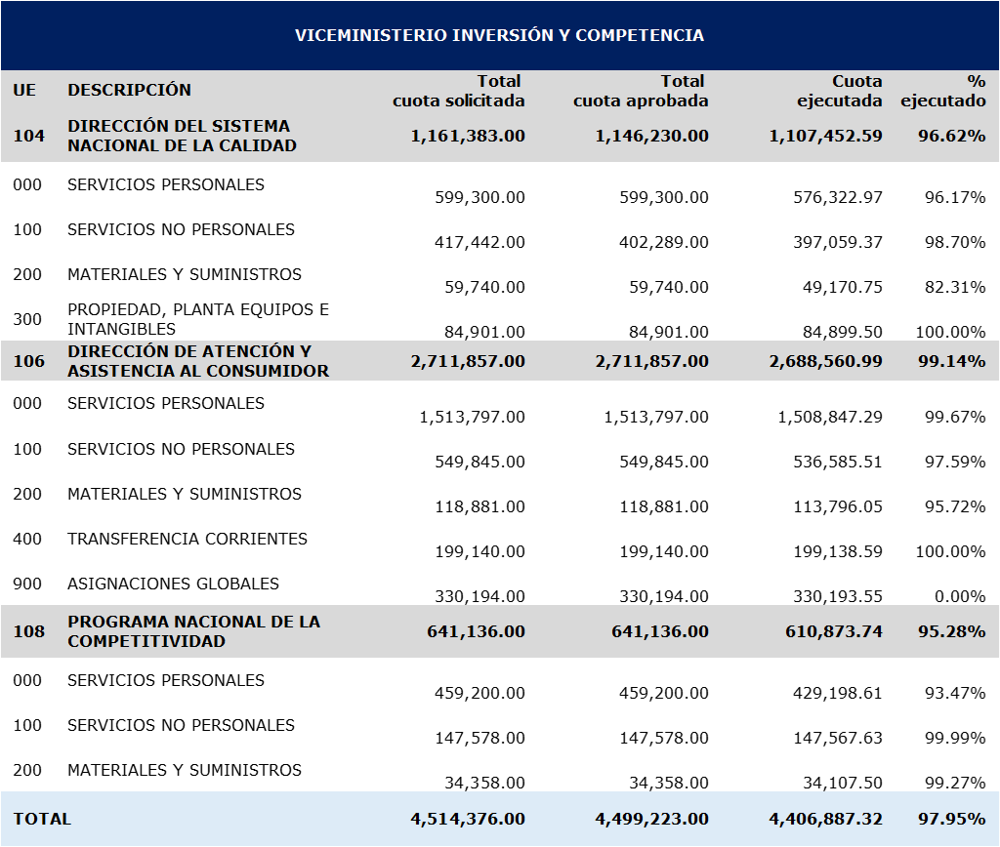 VICEMINISTERIO INVERSIÓN Y COMPETENCIA
UE DESCRIPCIÓN Total cuota solicitada Total cuota aprobada Cuota ejecutada % ejecutado
104 DIRECCIÓN DEL SISTEMA NACIONAL DE LA CALIDAD 1,161,383.00 1,146,230.00 1,107,452.59 96.62%
000 SERVICIOS PERSONALES 599,300.00 599,300.00 576,322.97 96.17%
100 SERVICIOS NO PERSONALES 417,442.00 402,289.00 397,059.37 98.70%
200 MATERIALES Y SUMINISTROS 59,740.00 59,740.00 49,170.75 82.31%
300 PROPIEDAD, PLANTA EQUIPOS E INTANGIBLES 84,901.00 84,901.00 84,899.50 100.00%
106 DIRECCIÓN DE ATENCIÓN Y ASISTENCIA AL CONSUMIDOR 2,711,857.00 2,711,857.00 2,688,560.99 99.14%
000 SERVICIOS PERSONALES 1,513,797.00 1,513,797.00 1,508,847.29 99.67%
100 SERVICIOS NO PERSONALES 549,845.00 549,845.00 536,585.51 97.59%
200 MATERIALES Y SUMINISTROS 118,881.00 118,881.00 113,796.05 95.72%
400 TRANSFERENCIA CORRIENTES 199,140.00 199,140.00 199,138.59 100.00%
900 ASIGNACIONES GLOBALES 330,194.00 330,194.00 330,193.55 0.00%
108 PROGRAMA NACIONAL DE LA COMPETITIVIDAD 641,136.00 641,136.00 610,873.74 95.28%
000 SERVICIOS PERSONALES 459,200.00 459,200.00 429,198.61 93.47%
100 SERVICIOS NO PERSONALES 147,578.00 147,578.00 147,567.63 99.99%
200 MATERIALES Y SUMINISTROS 34,358.00 34,358.00 34,107.50 99.27%
TOTAL 4,514,376.00 4,499,223.00 4,406,887.32 97.95%